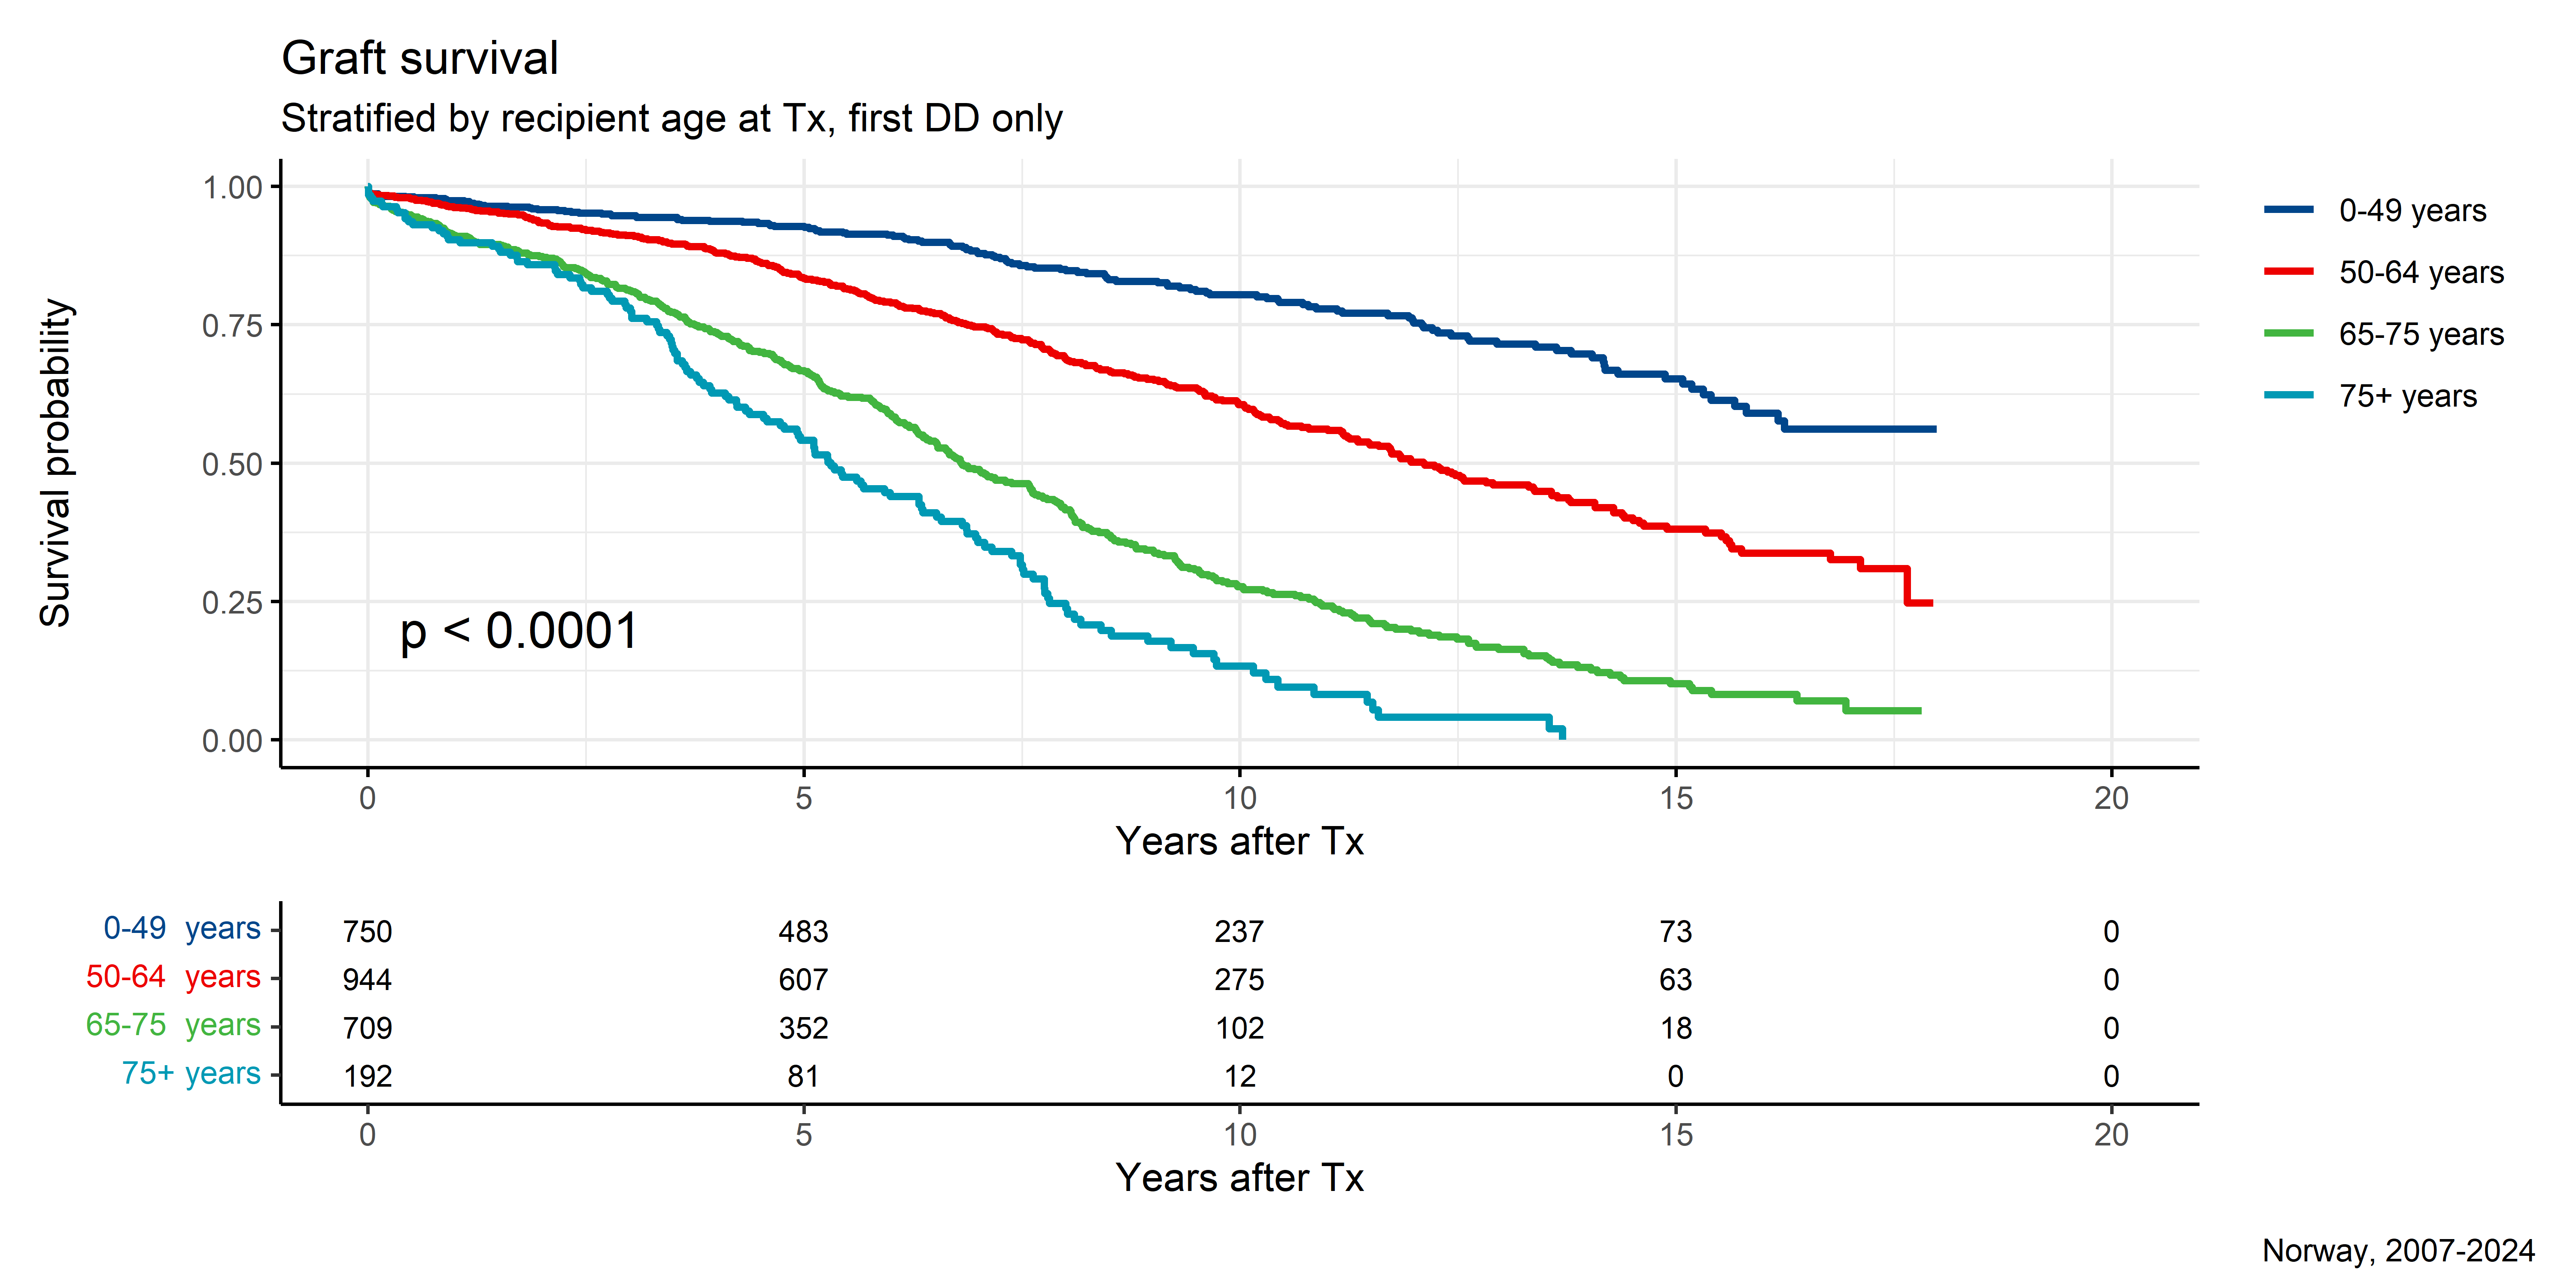 Graft survival
Stratified by recipient age at Tx, first DD only
Survival probability
1.00
0.75
0.50
0.25
0.00
p < 0.0001
0 5 10 15 20
Years after Tx
0-49 years
50-64 years
65-75 years
75+ years
0-49 years 750 483 237 73 0
50-64 years 944 607 275 63 0
65-75 years 709 352 102 18 0
75+ years 192 81 12 0 0
0 5 10 15 20
Years after Tx
Norway, 2007-2024